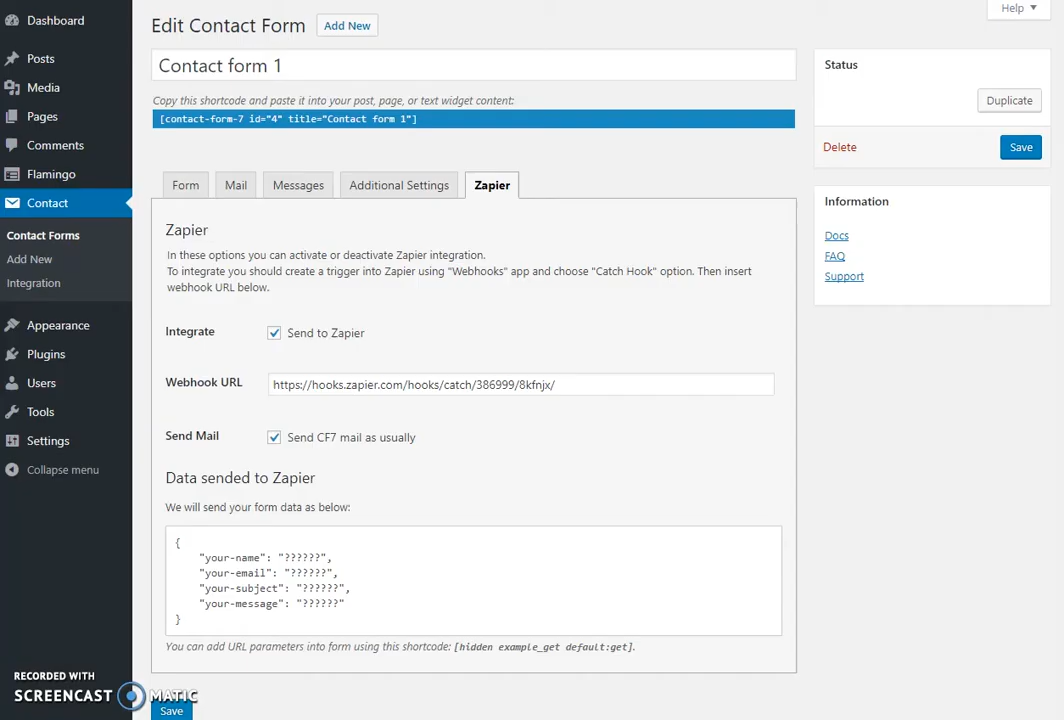 Dashboard
Posts
Media
Pages
Comments
Flamingo
Contact
Contact Forms
Add New
Integration
Appearance
Plugins
Users
Tools
Settings
Collapse menu
RECORDED WITH
SCREENCAST MATIC
Help
Edit Contact Form
Add New
Contact form 1
Copy this shortcode and paste it into your post, page, or text widget content:
[contact-form-7 id="4" title="Contact form 1"]
Form
Mail
Messages
Additional Settings
Zapier
Zapier
In these options you can activate or deactivate Zapier integration.
To integrate you should create a trigger into Zapier using "Webhooks" app and choose "Catch Hook" option. Then insert
webhook URL below.
Integrate
Send to Zapier
Webhook URL
https://hooks.zapier.com/hooks/catch/386999/8kfnjx/
Send Mail
Send CF7 mail as usually
Data sended to Zapier
We will send your form data as below:
{
"your-name": "??????",
"your-email": "??????",
"your-subject": "??????",
"your-message": "??????"
}
You can add URL parameters into form using this shortcode: [hidden example_get default:get].
Save
Status
Duplicate
Delete
Save
Information
Docs
FAQ
Support